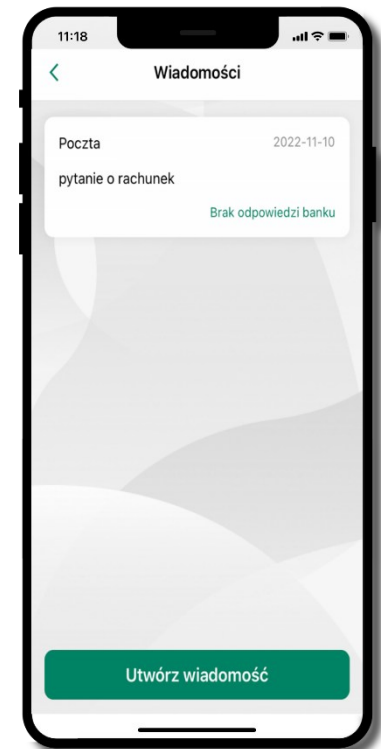 11:18
Wiadomości
Poczta 2022-11-10
pytanie o rachunek
Brak odpowiedzi banku
Utwórz wiadomość